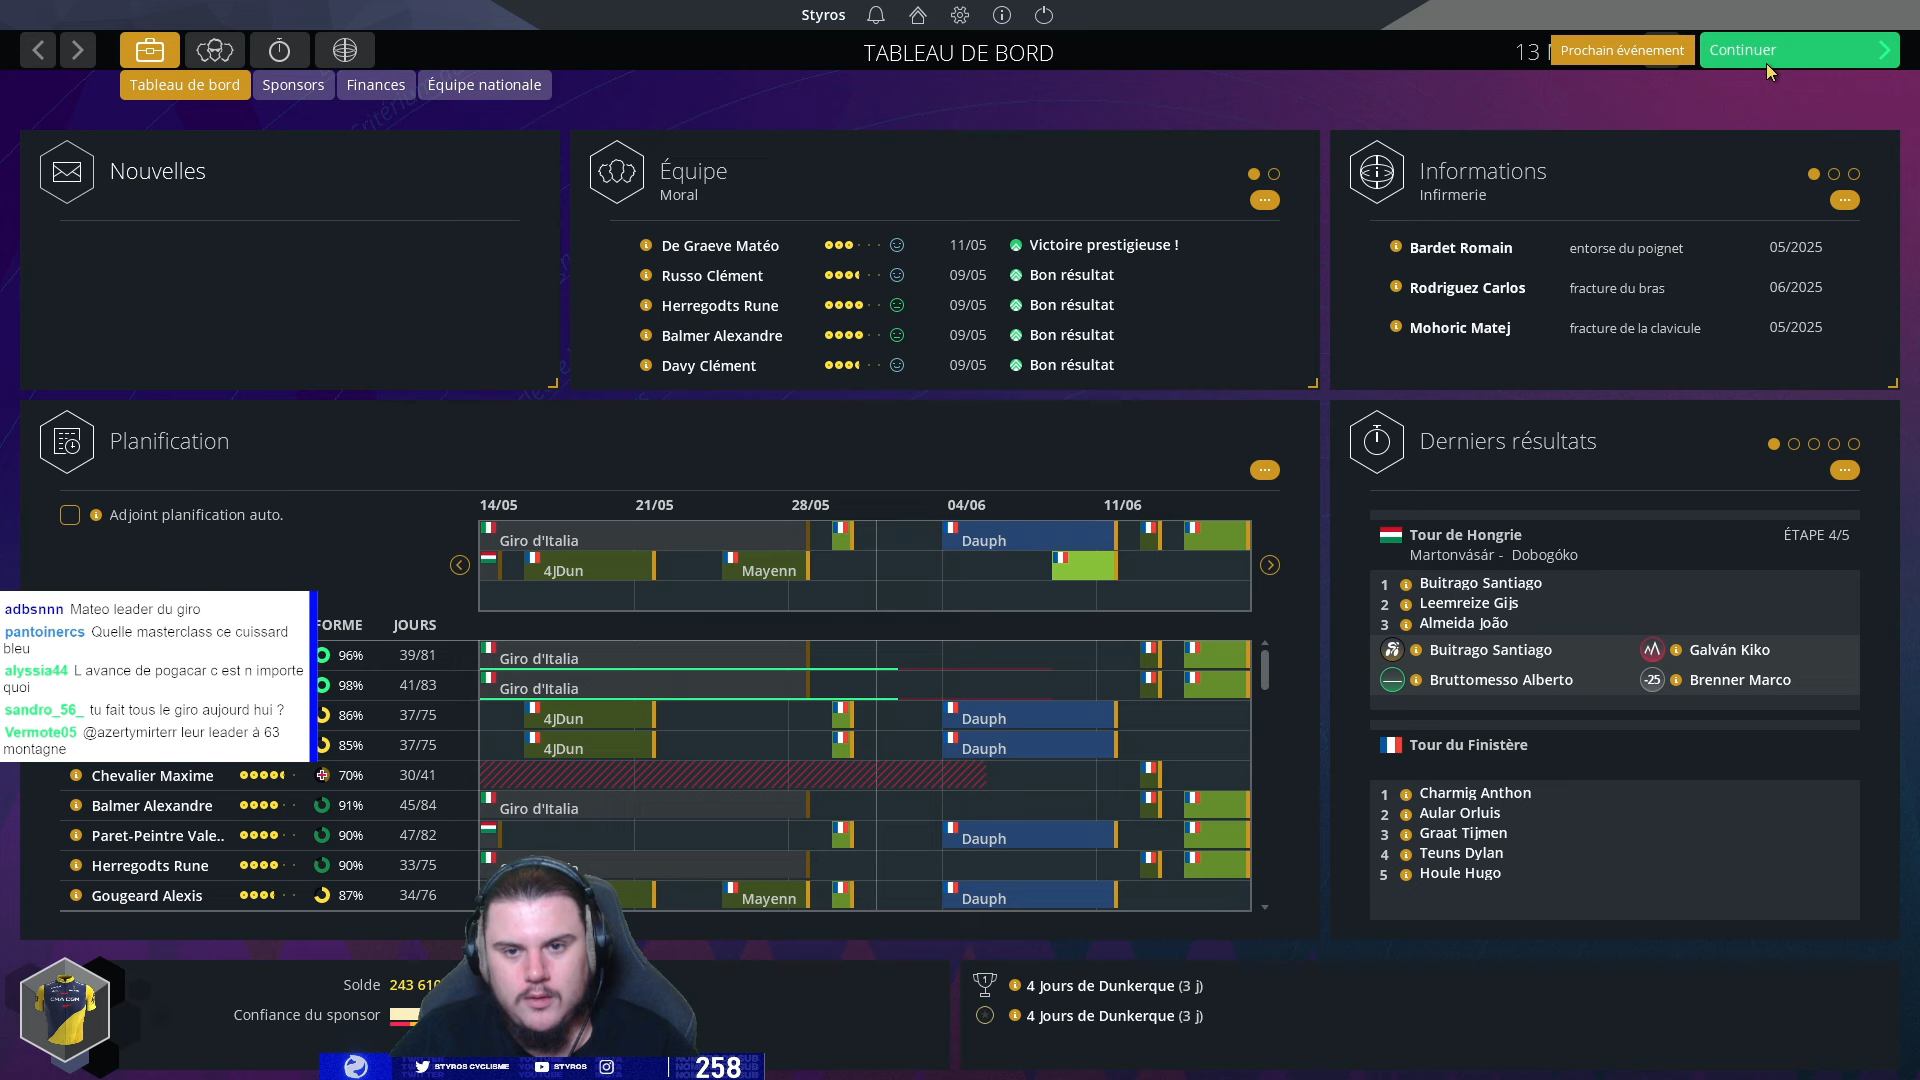 Styros
TABLEAU DE BORD
13
Prochain événement
Continuer
Tableau de bord
Sponsors
Finances
Équipe nationale
Nouvelles
Équipe
Moral
De Graeve Matéo 11/05 Victoire prestigieuse !
Russo Clément 09/05 Bon résultat
Herregodts Rune 09/05 Bon résultat
Balmer Alexandre 09/05 Bon résultat
Davy Clément 09/05 Bon résultat
Informations
Infirmerie
Bardet Romain entorse du poignet 05/2025
Rodriguez Carlos fracture du bras 06/2025
Mohoric Matej fracture de la clavicule 05/2025
Planification
Adjoint planification auto.
14/05 21/05 28/05 04/06 11/06
Giro d'Italia Dauph
4JDun Mayenn
FORME JOURS
96% 39/81 Giro d'Italia
98% 41/83 Giro d'Italia
86% 37/75 4JDun Dauph
85% 37/75 4JDun Dauph
Chevalier Maxime 70% 30/41
Balmer Alexandre 91% 45/84 Giro d'Italia
Paret-Peintre Vale.. 90% 47/82 Dauph
Herregodts Rune 90% 33/75
Gougeard Alexis 87% 34/76 Mayenn Dauph
adbsnnn Mateo leader du giro
pantoinercs Quelle masterclass ce cuissard
bleu
alyssia44 L avance de pogacar c est n importe
quoi
sandro_56_ tu fait tous le giro aujourd hui ?
Vermote05 @azertymirterr leur leader à 63
montagne
Derniers résultats
Tour de Hongrie ÉTAPE 4/5
Martonvásár - Dobogóko
1 Buitrago Santiago
2 Leemreize Gijs
3 Almeida João
Buitrago Santiago Galván Kiko
Bruttomesso Alberto -25 Brenner Marco
Tour du Finistère
1 Charmig Anthon
2 Aular Orluis
3 Graat Tijmen
4 Teuns Dylan
5 Houle Hugo
Solde 243 610
Confiance du sponsor
CMA CGM
4 Jours de Dunkerque (3 j)
4 Jours de Dunkerque (3 j)
STYROS CYCLISME
STYROS
258